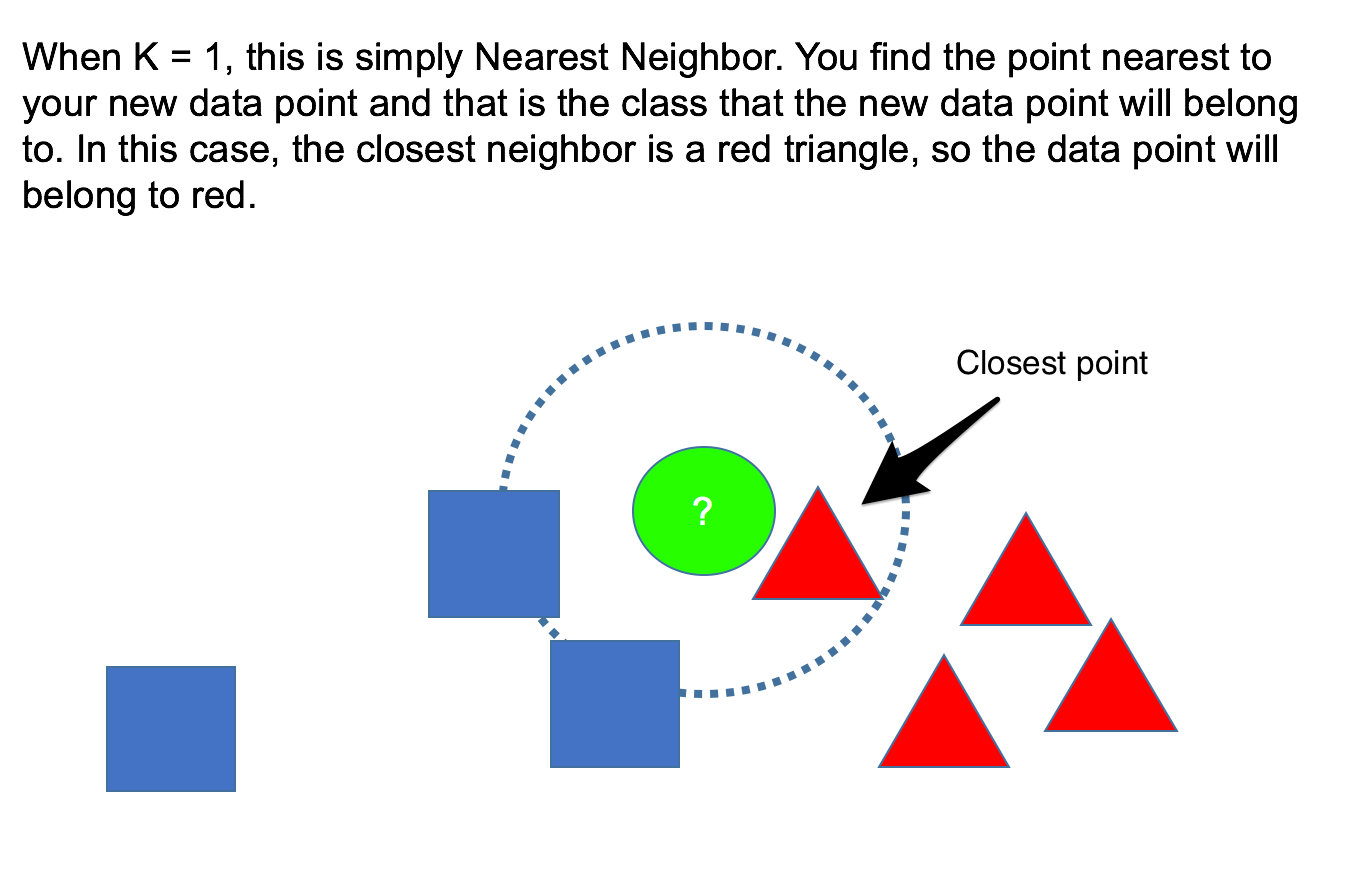 When K = 1, this is simply Nearest Neighbor. You find the point nearest to
your new data point and that is the class that the new data point will belong
to. In this case, the closest neighbor is a red triangle, so the data point will
belong to red.
Closest point
?